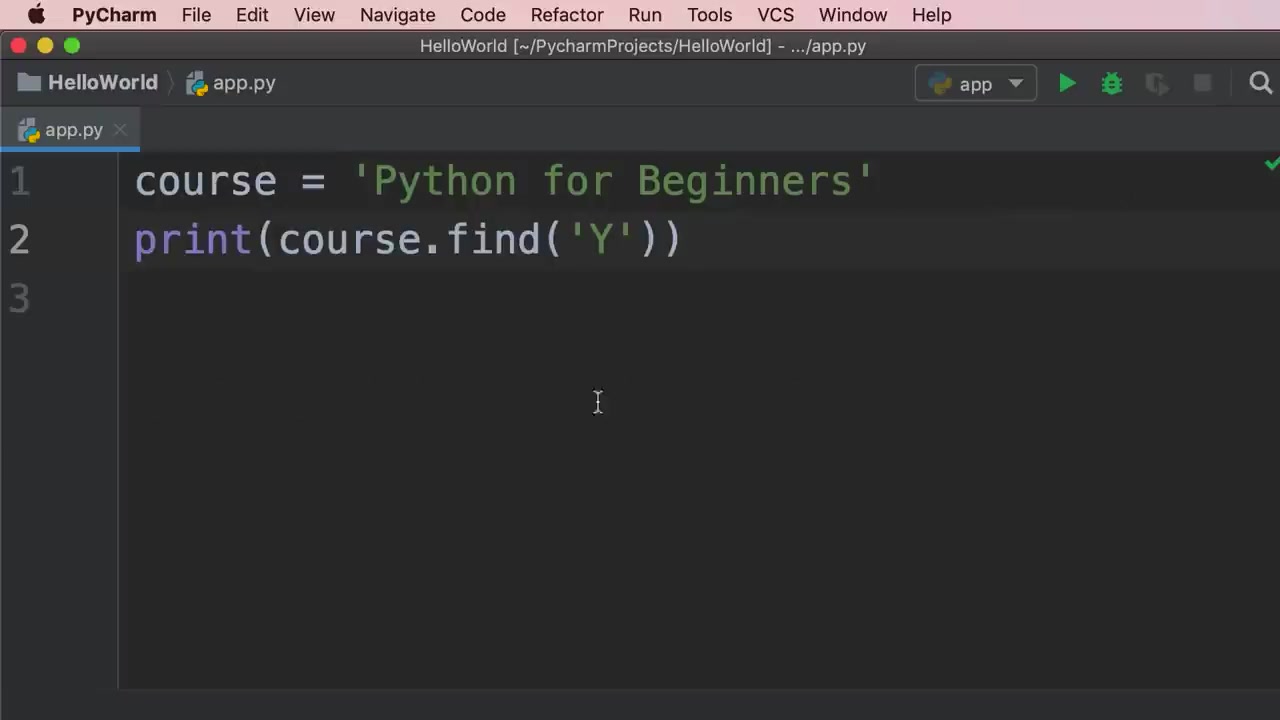 PyCharm File Edit View Navigate Code Refactor Run Tools VCS Window Help
HelloWorld [~/PycharmProjects/HelloWorld] - .../app.py
HelloWorld app.py app
app.py
1 course = 'Python for Beginners'
2 print(course.find('Y'))
3